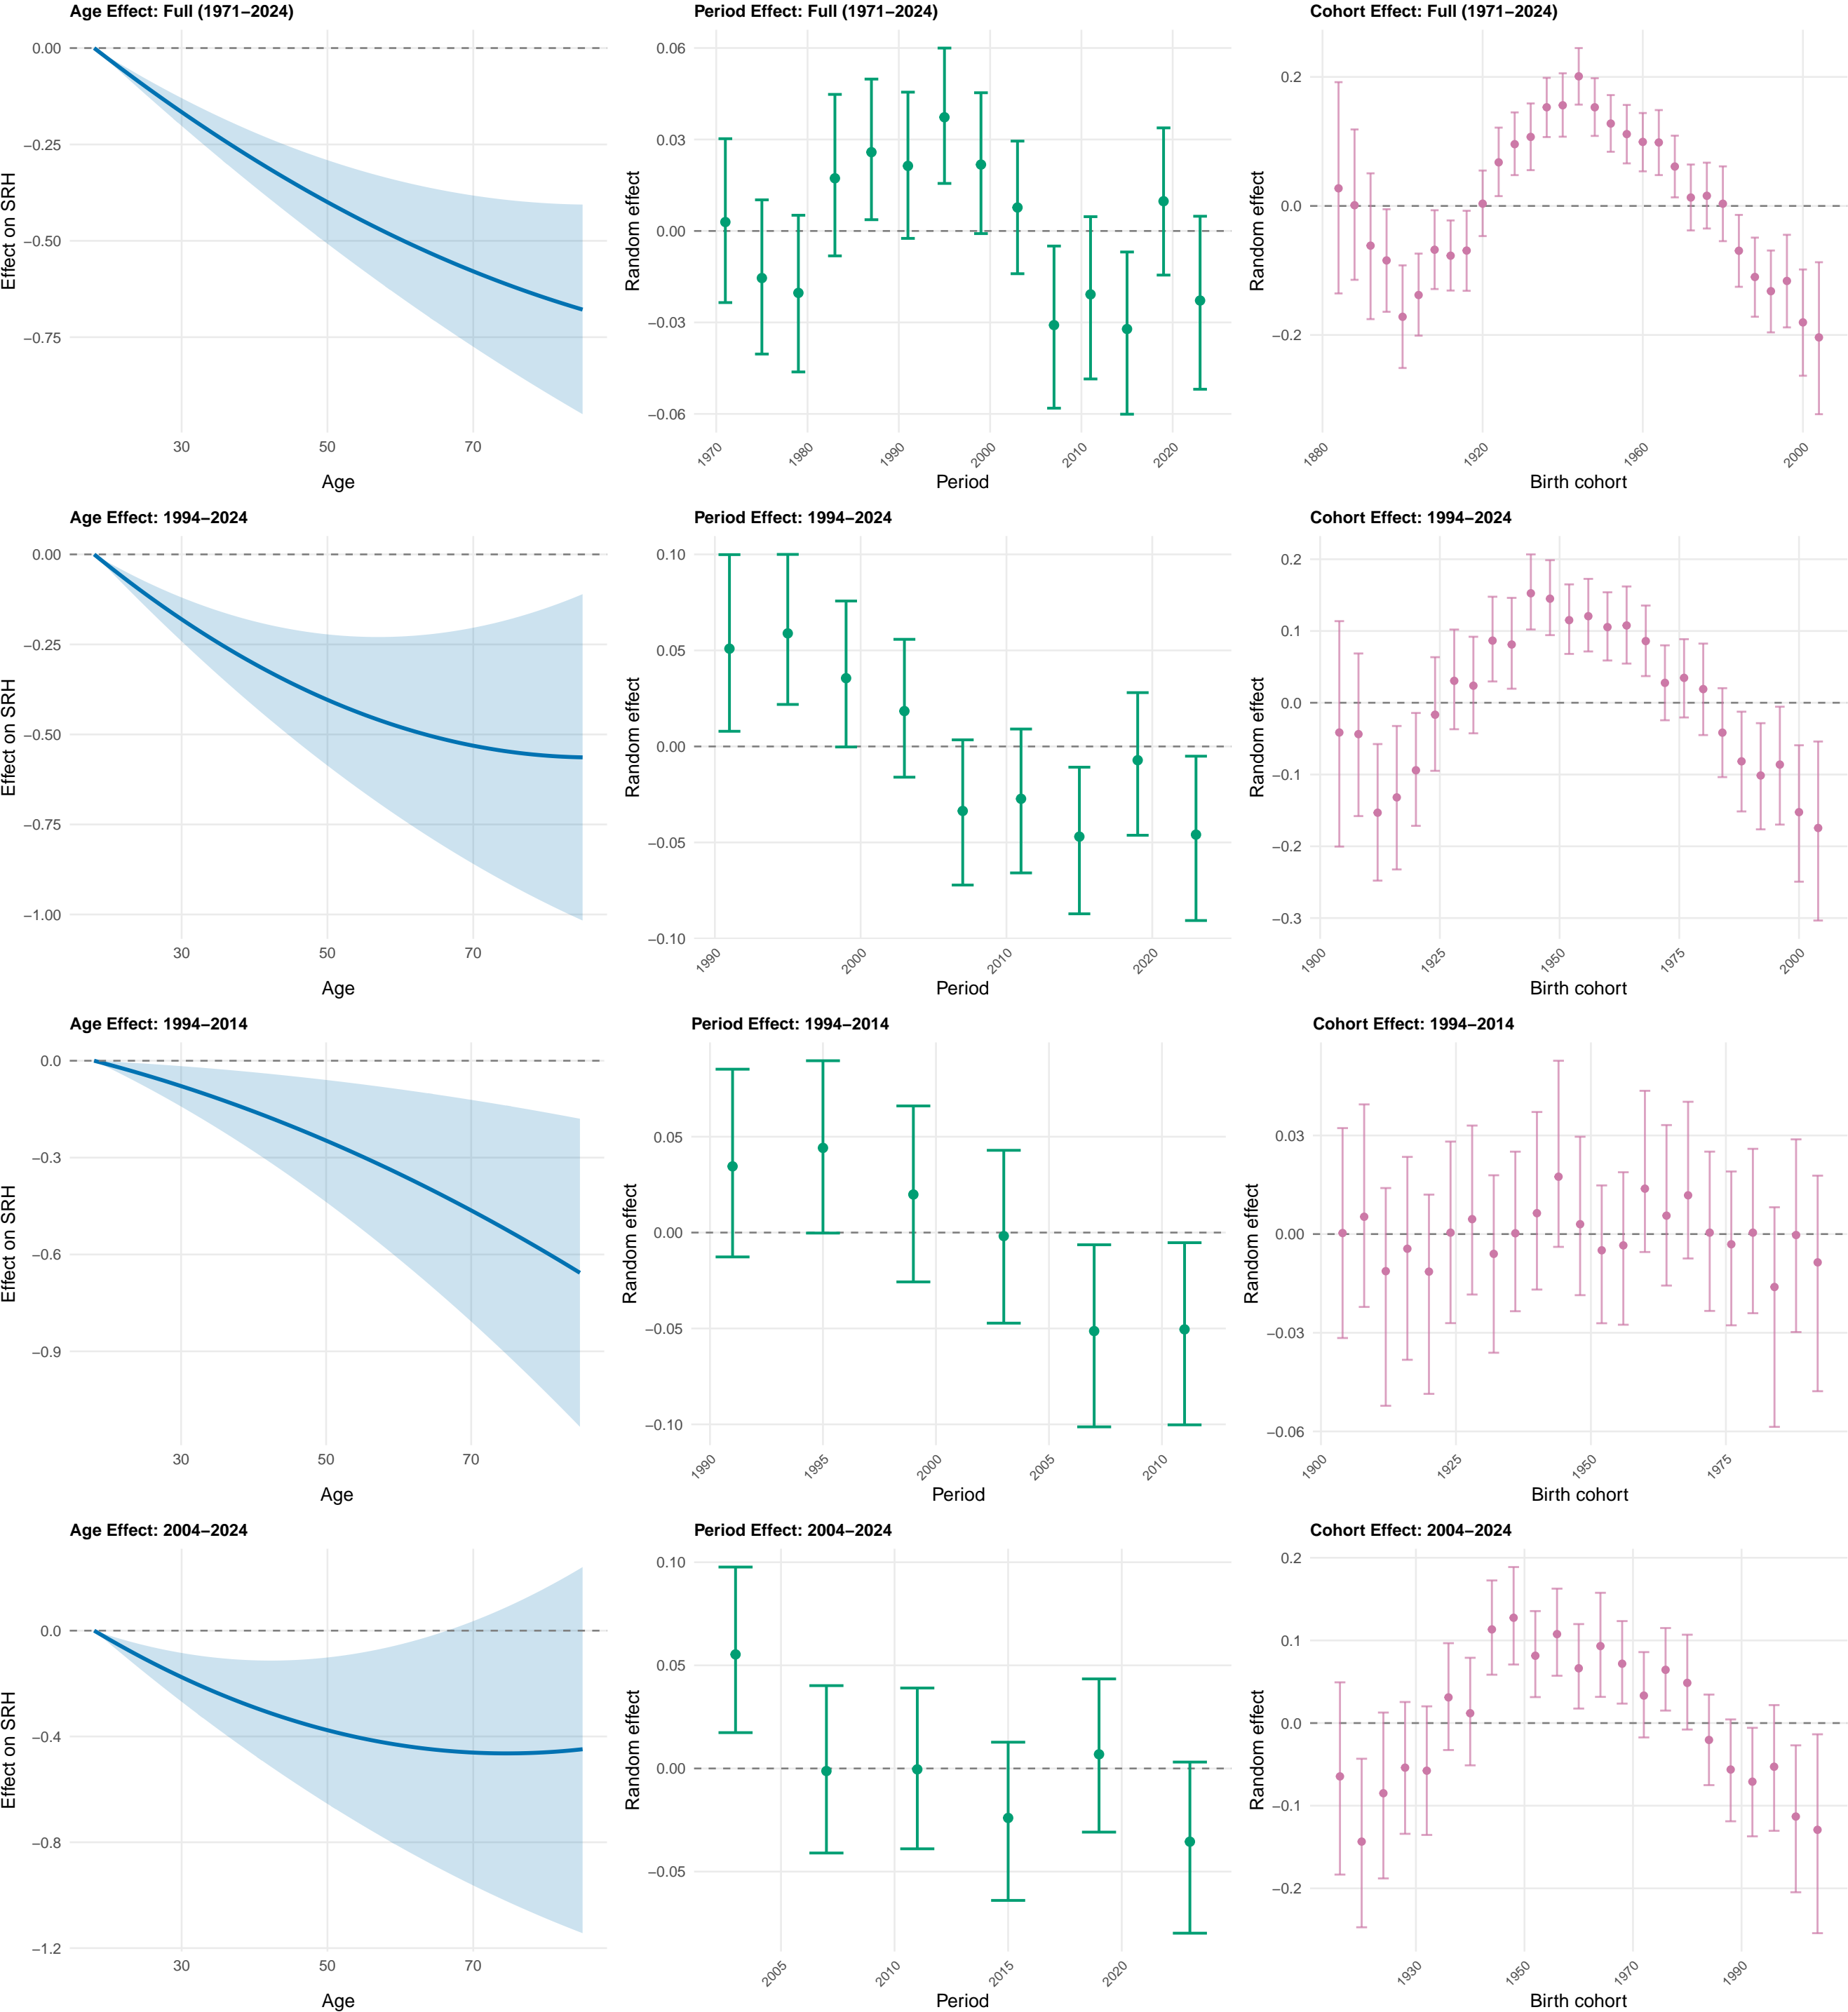 Age Effect: Full (1971–2024)
Effect on SRH
0.00
−0.25
−0.50
−0.75
30 50 70
Age
Period Effect: Full (1971–2024)
Random effect
0.06
0.03
0.00
−0.03
−0.06
1970 1980 1990 2000 2010 2020
Period
Cohort Effect: Full (1971–2024)
Random effect
0.2
0.0
−0.2
1880 1920 1960 2000
Birth cohort
Age Effect: 1994–2024
Effect on SRH
0.00
−0.25
−0.50
−0.75
−1.00
30 50 70
Age
Period Effect: 1994–2024
Random effect
0.10
0.05
0.00
−0.05
−0.10
1990 2000 2010 2020
Period
Cohort Effect: 1994–2024
Random effect
0.2
0.1
0.0
−0.1
−0.2
−0.3
1900 1925 1950 1975 2000
Birth cohort
Age Effect: 1994–2014
Effect on SRH
0.0
−0.3
−0.6
−0.9
30 50 70
Age
Period Effect: 1994–2014
Random effect
0.05
0.00
−0.05
−0.10
1990 1995 2000 2005 2010
Period
Cohort Effect: 1994–2014
Random effect
0.03
0.00
−0.03
−0.06
1900 1925 1950 1975
Birth cohort
Age Effect: 2004–2024
Effect on SRH
0.0
−0.4
−0.8
−1.2
30 50 70
Age
Period Effect: 2004–2024
Random effect
0.10
0.05
0.00
−0.05
2005 2010 2015 2020
Period
Cohort Effect: 2004–2024
Random effect
0.2
0.1
0.0
−0.1
−0.2
1930 1950 1970 1990
Birth cohort